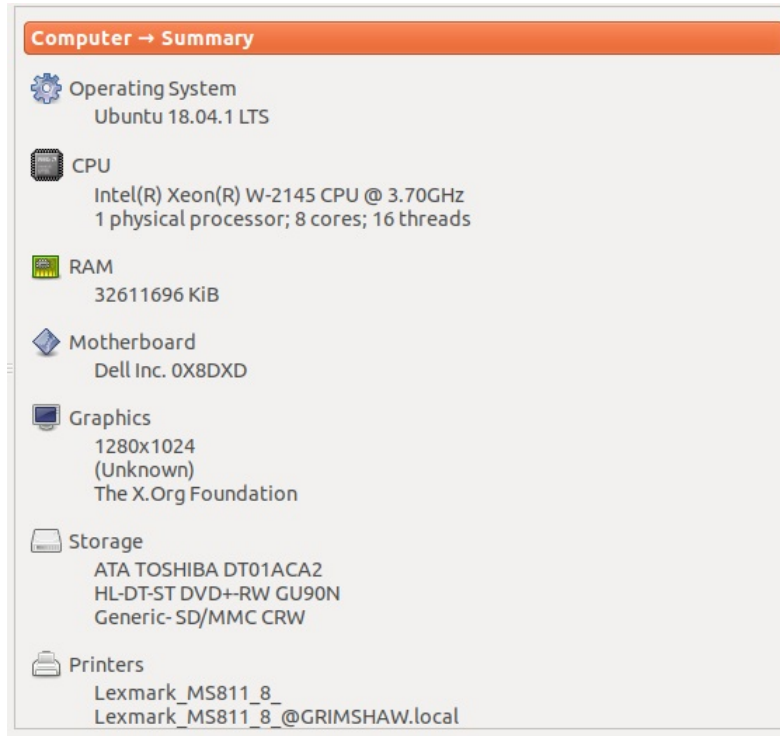 Computer → Summary
Operating System
Ubuntu 18.04.1 LTS
CPU
Intel(R) Xeon(R) W-2145 CPU @ 3.70GHz
1 physical processor; 8 cores; 16 threads
RAM
32611696 KiB
Motherboard
Dell Inc. 0X8DXD
Graphics
1280x1024
(Unknown)
The X.Org Foundation
Storage
ATA TOSHIBA DT01ACA2
HL-DT-ST DVD+-RW GU90N
Generic- SD/MMC CRW
Printers
Lexmark_MS811_8_
Lexmark_MS811_8_@GRIMSHAW.local